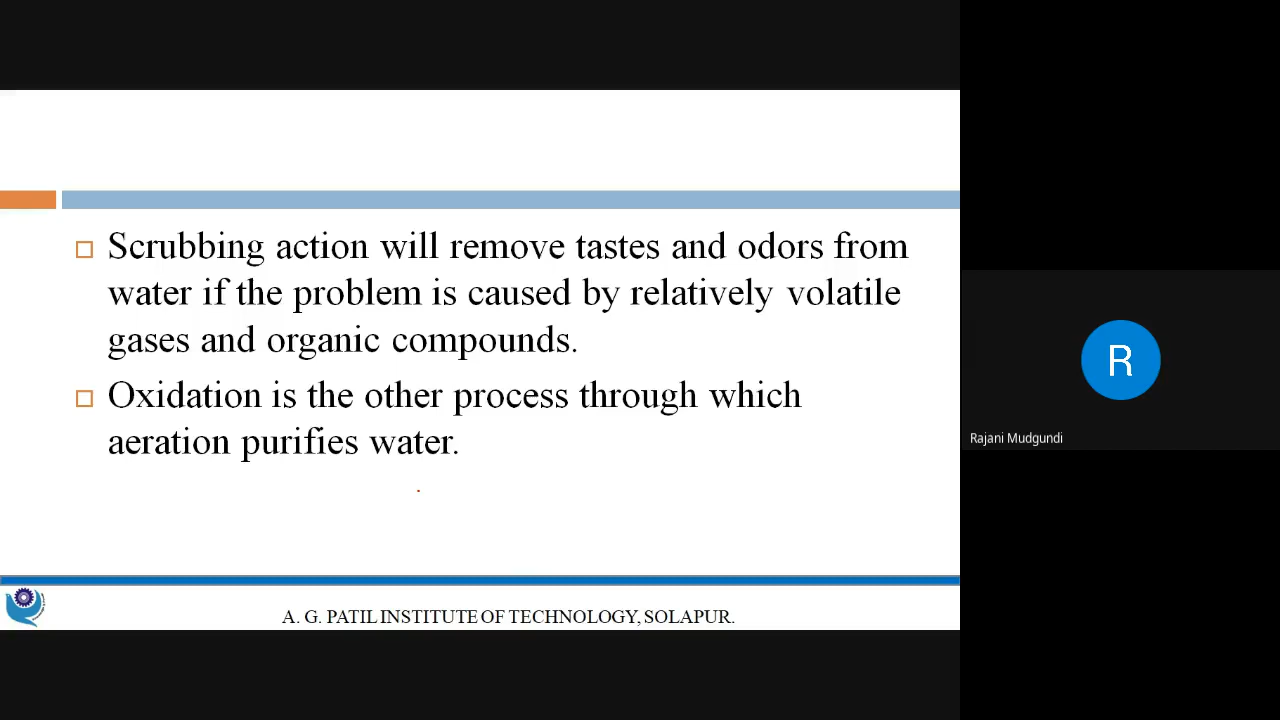 Scrubbing action will remove tastes and odors from
water if the problem is caused by relatively volatile
gases and organic compounds.
Oxidation is the other process through which
aeration purifies water.
A. G. PATIL INSTITUTE OF TECHNOLOGY, SOLAPUR.
R
Rajani Mudgundi